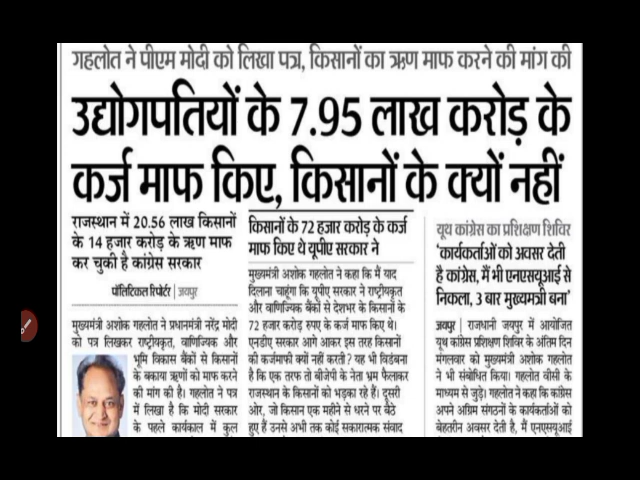 गहलोत ने पीएम मोदी को लिखा पत्र, किसानों का ऋण माफ करने की मांग की
उद्योगपतियों के 7.95 लाख करोड़ के
कर्ज माफ किए, किसानों के क्यों नहीं
राजस्थान में 20.56 लाख किसानों
के 14 हजार करोड़ के ऋण माफ
कर चुकी है कांग्रेस सरकार
पॉलिटिकल रिपोर्टर | जयपुर
मुख्यमंत्री अशोक गहलोत ने प्रधानमंत्री नरेंद्र मोदी
को पत्र लिखकर राष्ट्रीयकृत, वाणिज्यिक और
भूमि विकास बैंकों से किसानों
के बकाया ऋणों को माफ करने
की मांग की है। गहलोत ने पत्र
में लिखा है कि मोदी सरकार
के पहले कार्यकाल में कुल
किसानों के 72 हजार करोड़ के कर्ज
माफ किए थे यूपीए सरकार ने
मुख्यमंत्री अशोक गहलोत ने कहा कि मैं याद
दिलाना चाहूंगा कि यूपीए सरकार ने राष्ट्रीयकृत
और वाणिज्यिक बैंकों से देशभर के किसानों के
72 हजार करोड़ रुपए के कर्ज माफ किए थे।
एनडीए सरकार आगे आकर इस तरह किसानों
की कर्जमाफी क्यों नहीं करती? यह भी विडंबना
है कि एक तरफ तो बीजेपी के नेता भ्रम फैलाकर
राजस्थान के किसानों को भड़का रहे हैं। दूसरी
ओर, जो किसान एक महीने से धरने पर बैठे
हुए हैं उनसे अभी तक कोई सकारात्मक संवाद
यूथ कांग्रेस का प्रशिक्षण शिविर
'कार्यकर्ताओं को अवसर देती
है कांग्रेस, मैं भी एनएसयूआई से
निकला, 3 बार मुख्यमत्री बना'
जयपुर | राजधानी जयपुर में आयोजित
यूथ कांग्रेस प्रशिक्षण शिविर के अंतिम दिन
मंगलवार को मुख्यमंत्री अशोक गहलोत
ने भी संबोधित किया। गहलोत वीसी के
माध्यम से जुड़े। गहलोत ने कहा कि कांग्रेस
अपने अग्रिम संगठनों के कार्यकर्ताओं को
बेहतरीन अवसर देती है, मैं एनएसयूआई